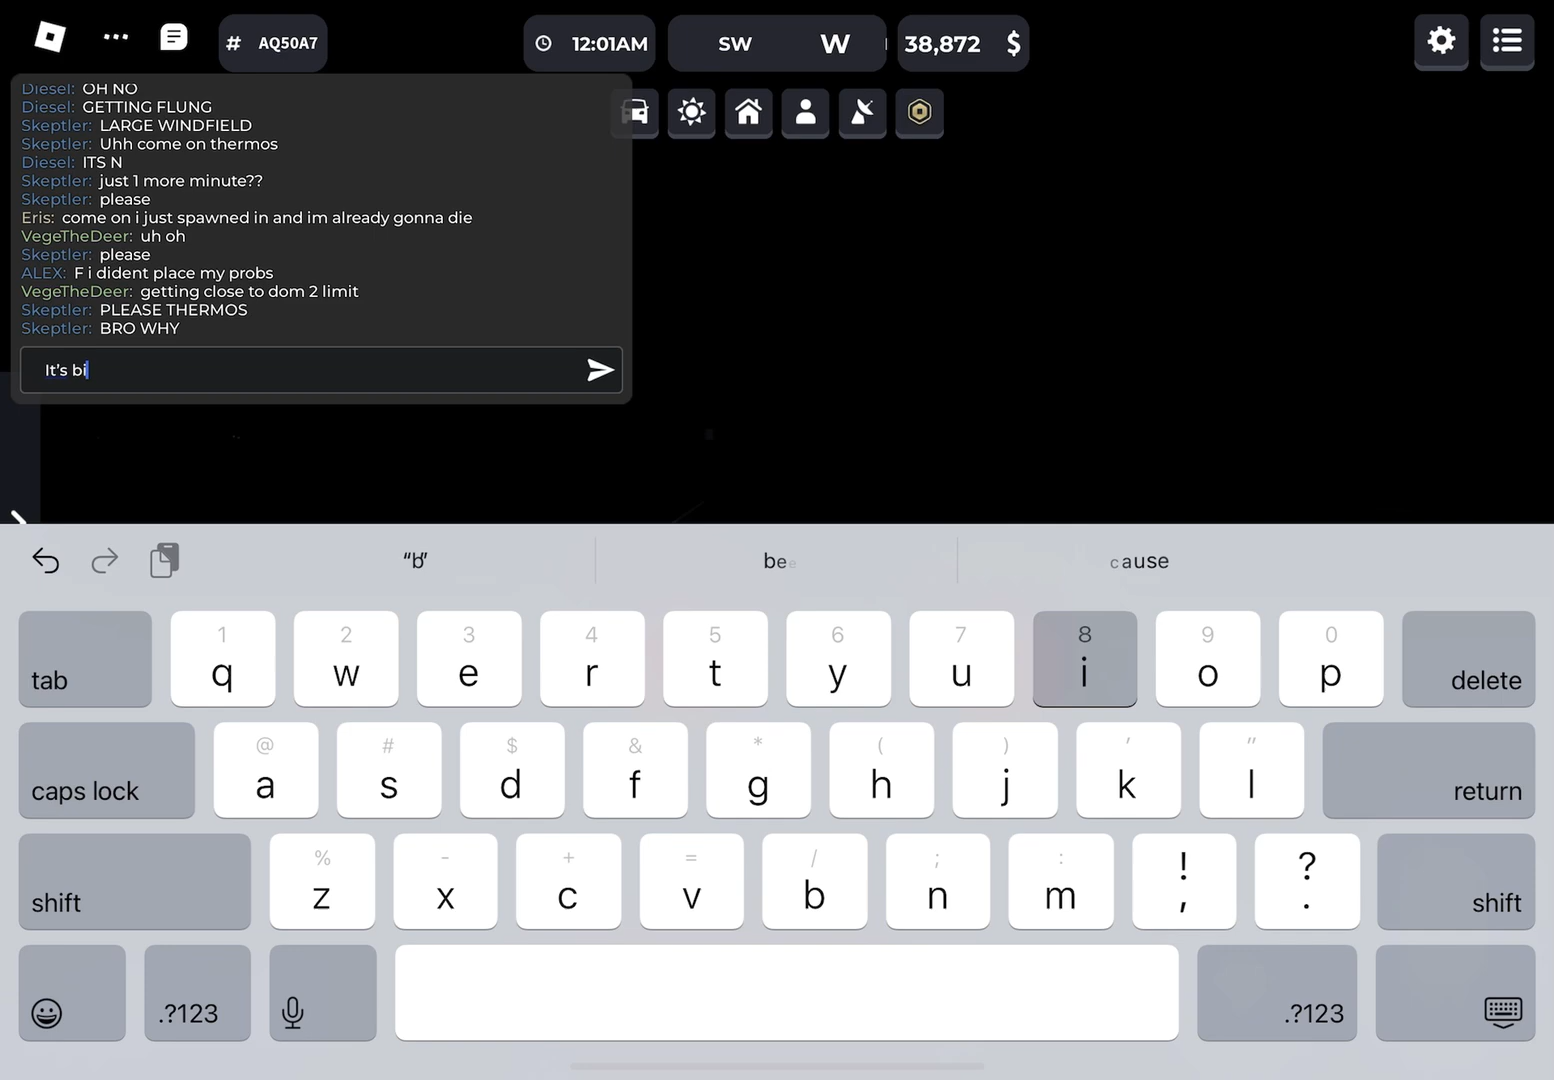 # AQ50A7
12:01AM
SW W
38,872 $
Diesel: OH NO
Diesel: GETTING FLUNG
Skeptler: LARGE WINDFIELD
Skeptler: Uhh come on thermos
Diesel: ITS N
Skeptler: just 1 more minute??
Skeptler: please
Eris: come on i just spawned in and im already gonna die
VegeTheDeer: uh oh
Skeptler: please
ALEX: F i dident place my probs
VegeTheDeer: getting close to dom 2 limit
Skeptler: PLEASE THERMOS
Skeptler: BRO WHY
It's bi
bee cause
1 2 3 4 5 6 7 8 9 0
tab q w e r t y u i o p delete
@ # $ & * ( ) ' "
caps lock a s d f g h j k l return
% - + = / ; : ! ?
shift z x c v b n m , . shift
.?123 .?123